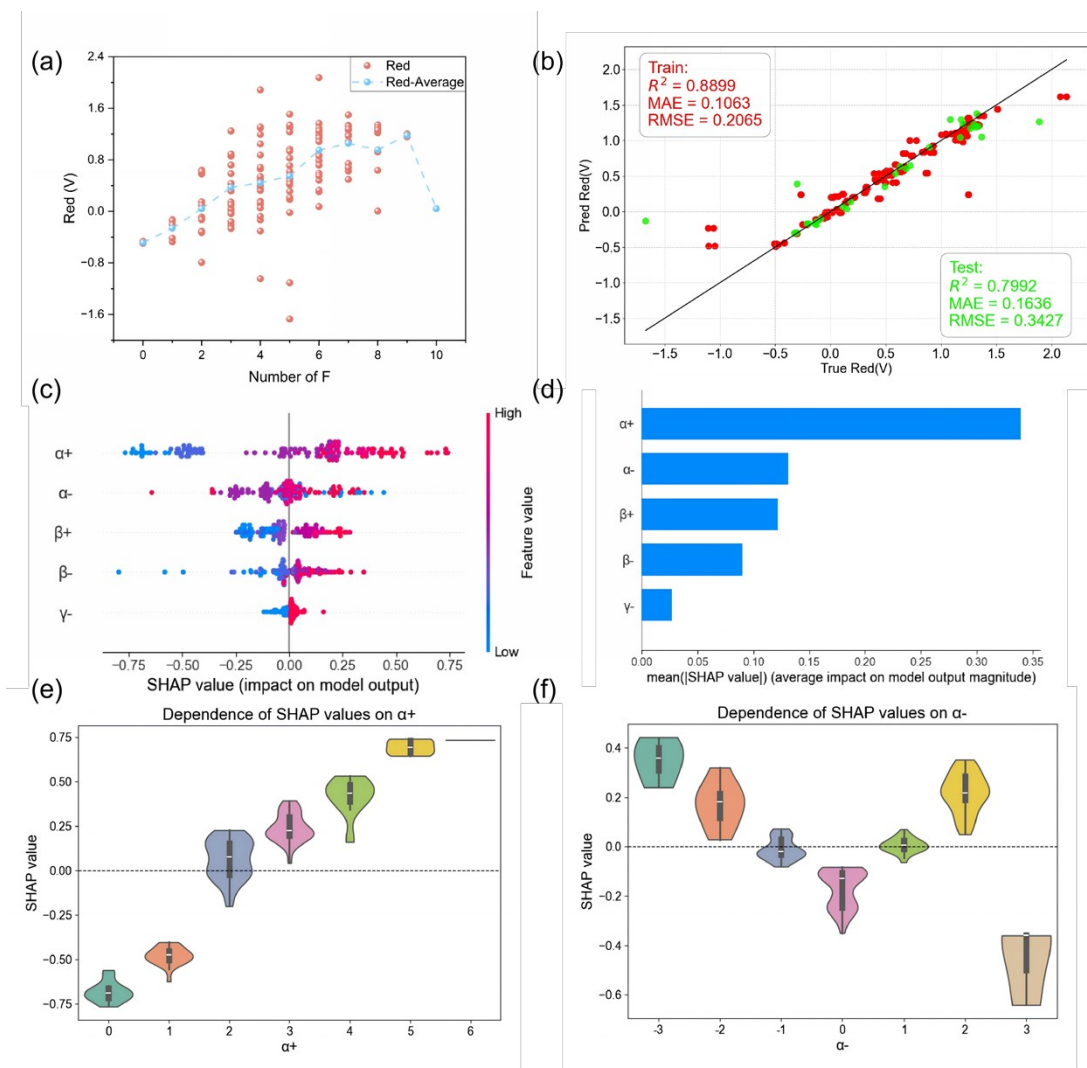 (a)
2.4
1.6
0.8
0.0
−0.8
−1.6
Red (V)
Red
Red-Average
0 2 4 6 8 10
Number of F
(b)
2.0
1.5
1.0
0.5
0.0
−0.5
−1.0
−1.5
Pred Red(V)
Train:
R² = 0.8899
MAE = 0.1063
RMSE = 0.2065
Test:
R² = 0.7992
MAE = 0.1636
RMSE = 0.3427
−1.5 −1.0 −0.5 0.0 0.5 1.0 1.5 2.0
True Red(V)
(c)
α+
α-
β+
β-
γ-
High
Feature value
Low
−0.75 −0.50 −0.25 0.00 0.25 0.50 0.75
SHAP value (impact on model output)
(d)
α+
α-
β+
β-
γ-
0.00 0.05 0.10 0.15 0.20 0.25 0.30 0.35
mean(|SHAP value|) (average impact on model output magnitude)
(e)
Dependence of SHAP values on α+
0.75
0.50
0.25
0.00
−0.25
−0.50
−0.75
SHAP value
0 1 2 3 4 5 6
α+
(f)
Dependence of SHAP values on α-
0.4
0.2
0.0
−0.2
−0.4
−0.6
SHAP value
-3 -2 -1 0 1 2 3
α-